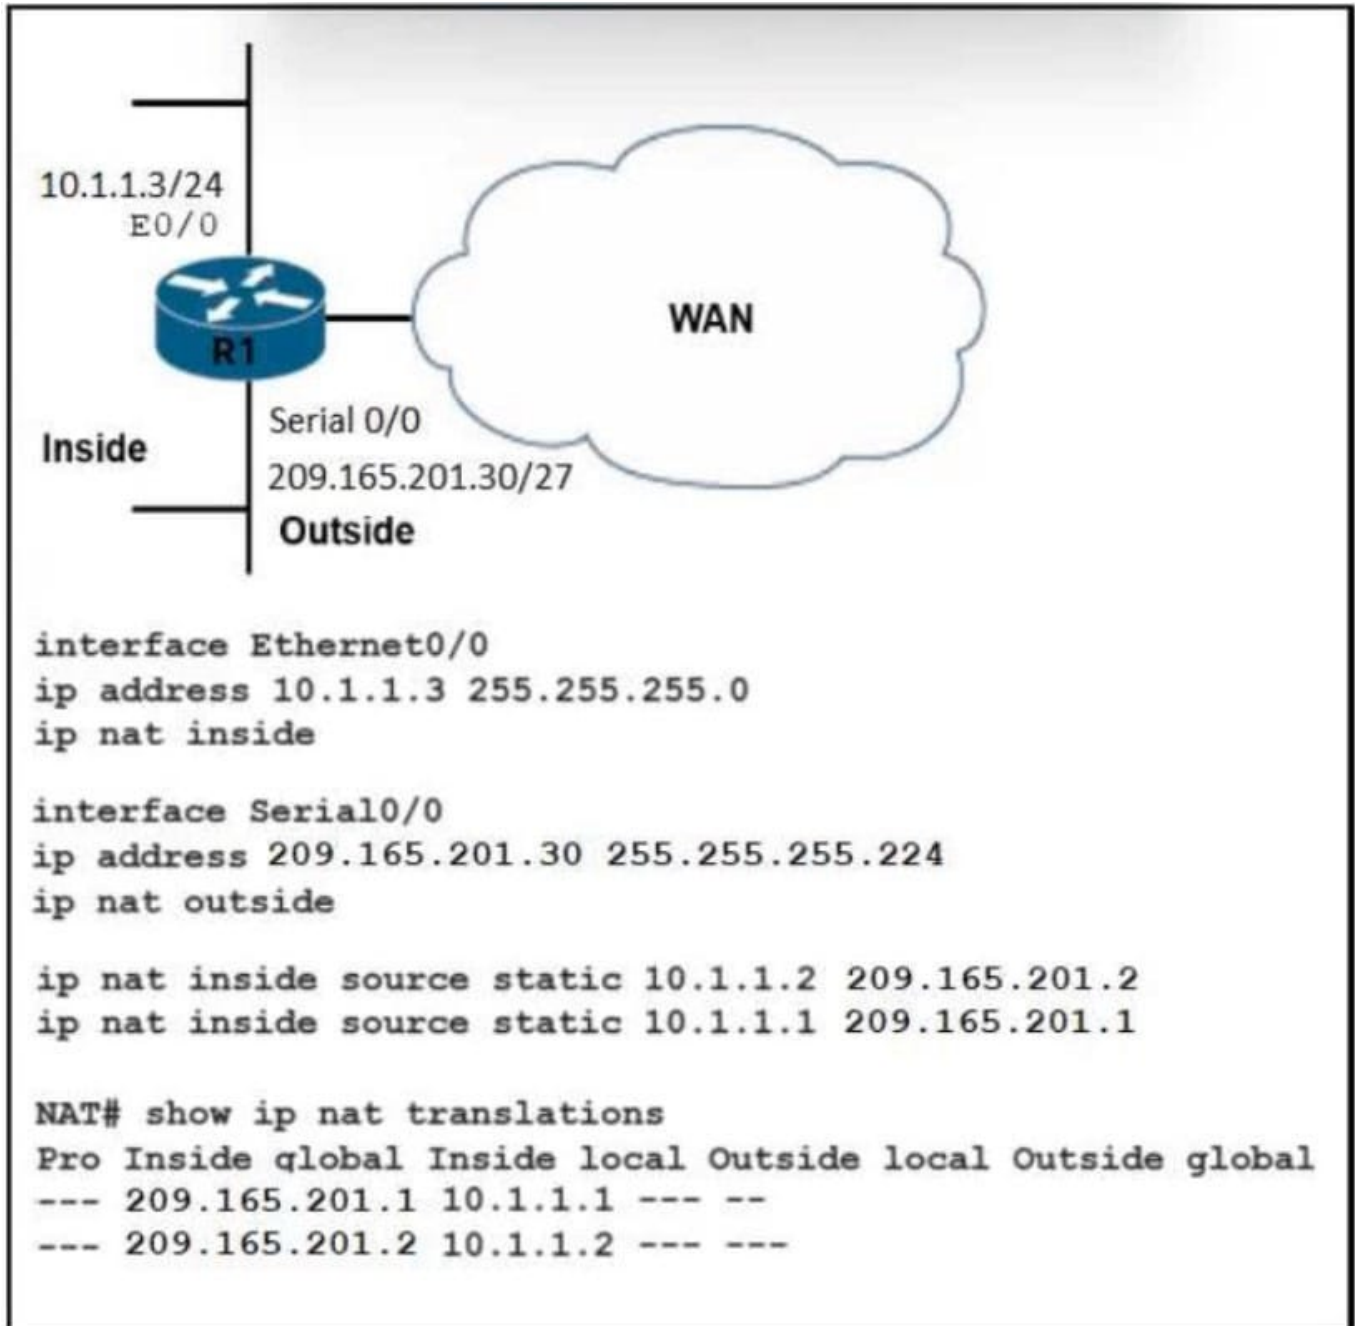 10.1.1.3/24
E0/0
R1
WAN
Inside
Serial 0/0
209.165.201.30/27
Outside
interface Ethernet0/0
ip address 10.1.1.3 255.255.255.0
ip nat inside
interface Serial0/0
ip address 209.165.201.30 255.255.255.224
ip nat outside
ip nat inside source static 10.1.1.2 209.165.201.2
ip nat inside source static 10.1.1.1 209.165.201.1
NAT# show ip nat translations
Pro Inside global Inside local Outside local Outside global
--- 209.165.201.1 10.1.1.1 --- --
--- 209.165.201.2 10.1.1.2 --- ---